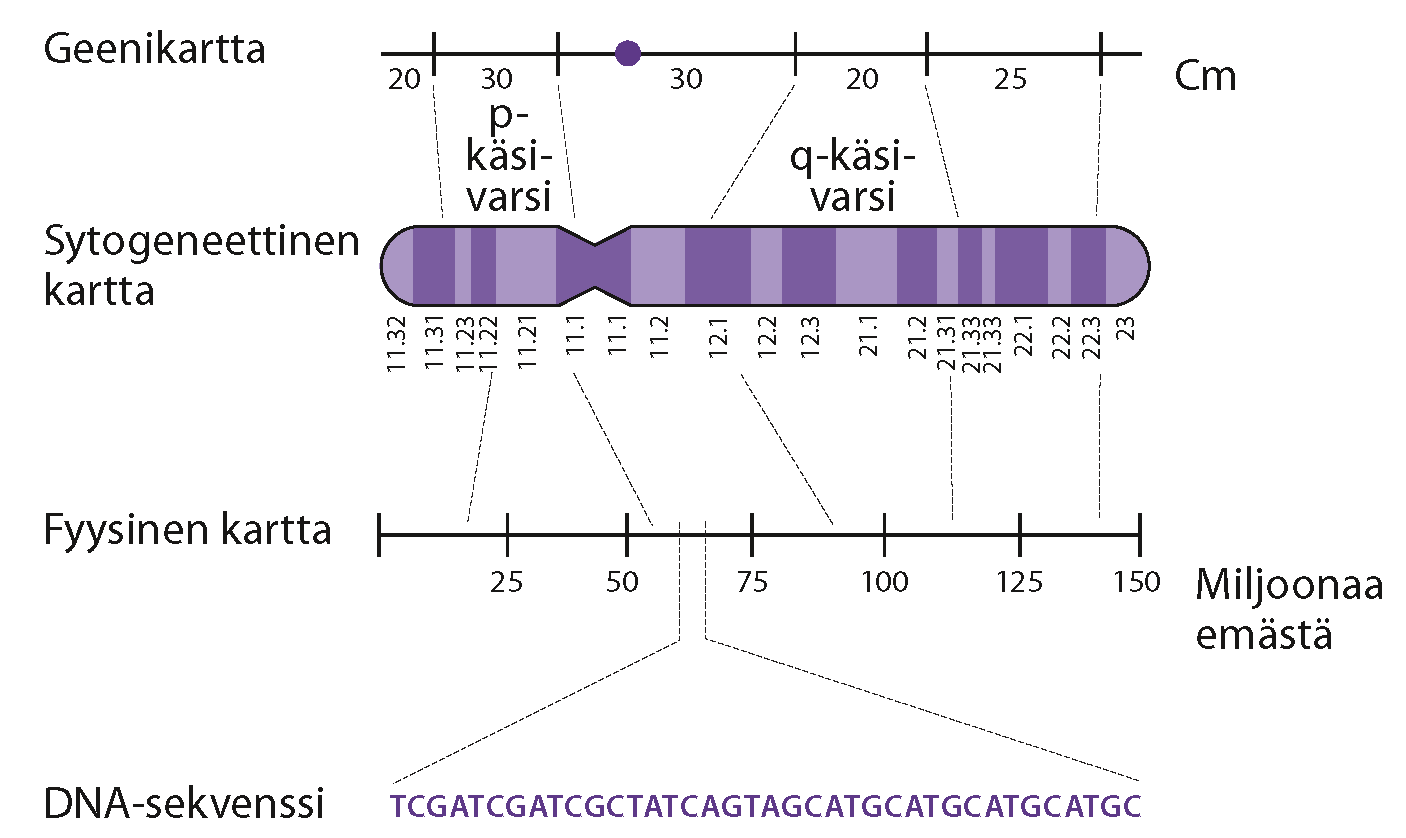 Geenikartta
20 30 30 20 25
Cm
p-
käsi-
varsi
q-käsi-
varsi
Sytogeneettinen
kartta
11.32 11.31 11.23 11.22 11.21 11.1 11.1 11.2 12.1 12.2 12.3 21.1 21.2 21.31 21.33 21.33 22.1 22.2 22.3 23
Fyysinen kartta
25 50 75 100 125 150
Miljoonaa
emästä
DNA-sekvenssi
TCGATCGATCGCTATCAGTAGCATGCATGCATGCATGC